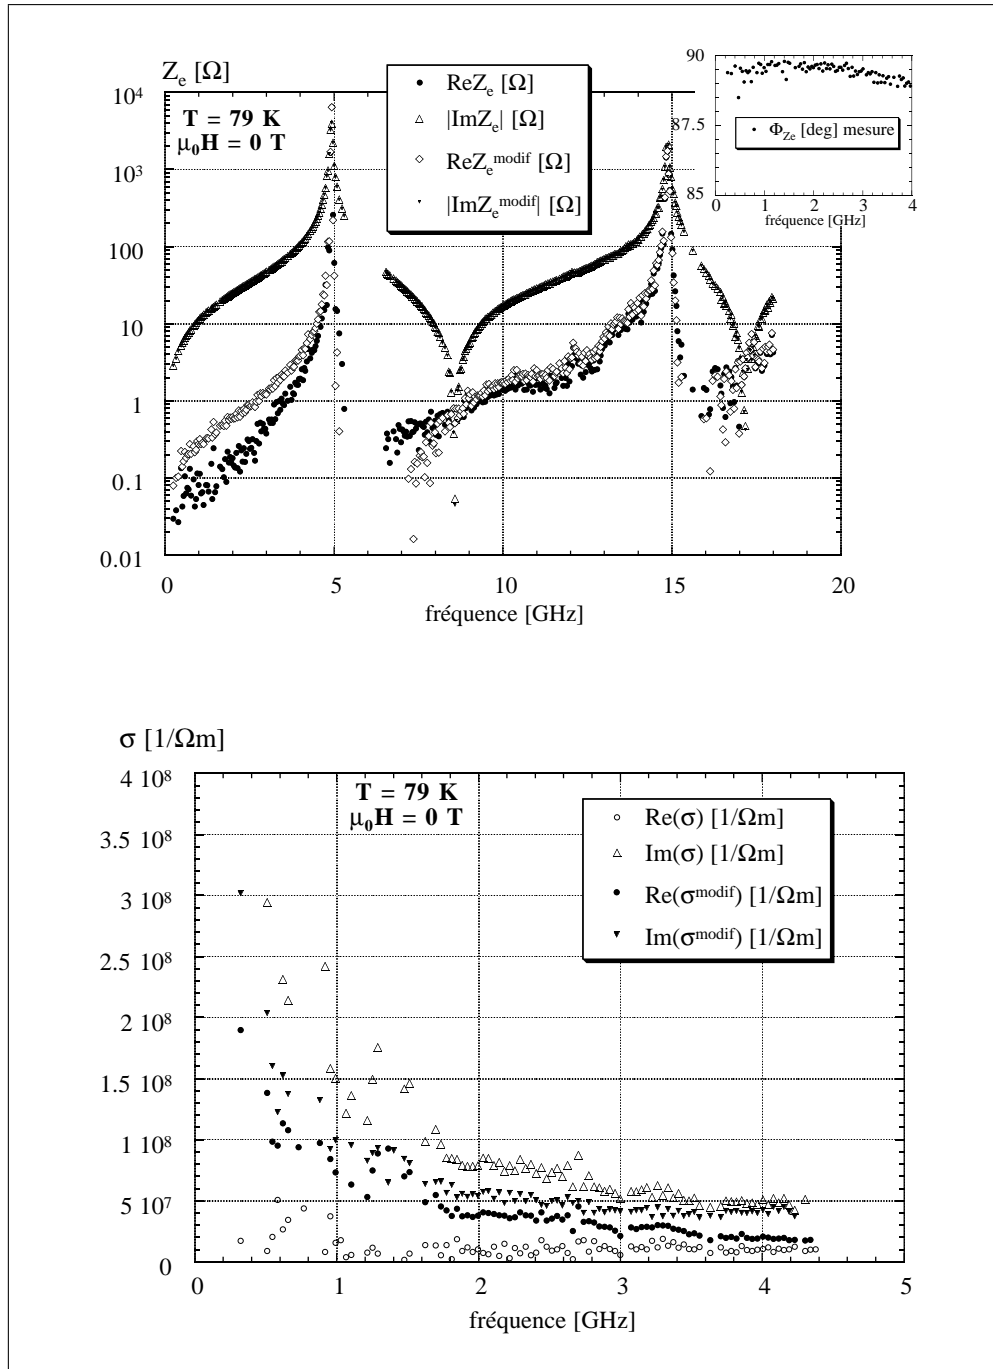 Z_e [Ω]
10^4
10^3
100
10
1
0.1
0.01
T = 79 K
μ₀H = 0 T
ReZ_e [Ω]
|ImZ_e| [Ω]
ReZ_e^modif [Ω]
|ImZ_e^modif| [Ω]
90
87.5
85
Φ_Ze [deg] mesure
0 1 2 3 4
fréquence [GHz]
0 5 10 15 20
fréquence [GHz]
σ [1/Ωm]
4 10^8
3.5 10^8
3 10^8
2.5 10^8
2 10^8
1.5 10^8
1 10^8
5 10^7
0
T = 79 K
μ₀H = 0 T
Re(σ) [1/Ωm]
Im(σ) [1/Ωm]
Re(σ^modif) [1/Ωm]
Im(σ^modif) [1/Ωm]
0 1 2 3 4 5
fréquence [GHz]